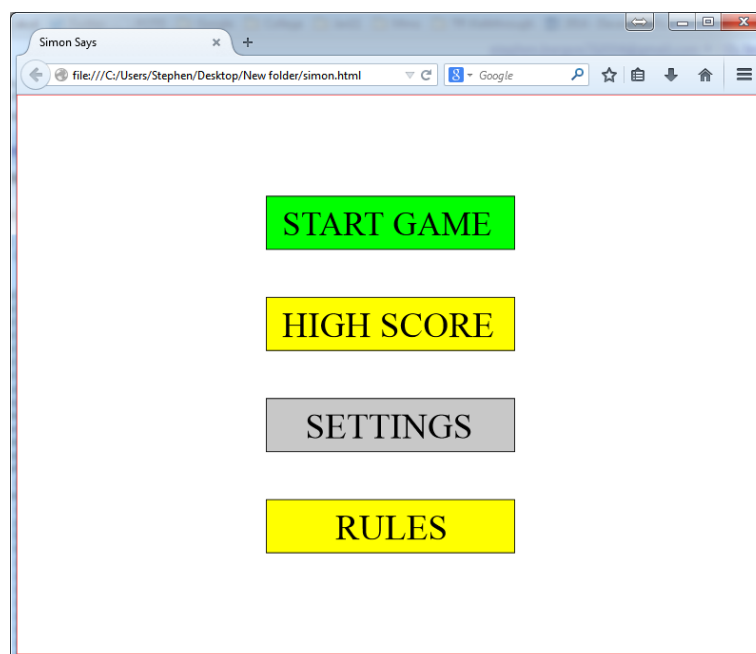 Simon Says
file:///C:/Users/Stephen/Desktop/New folder/simon.html
Google
START GAME
HIGH SCORE
SETTINGS
RULES